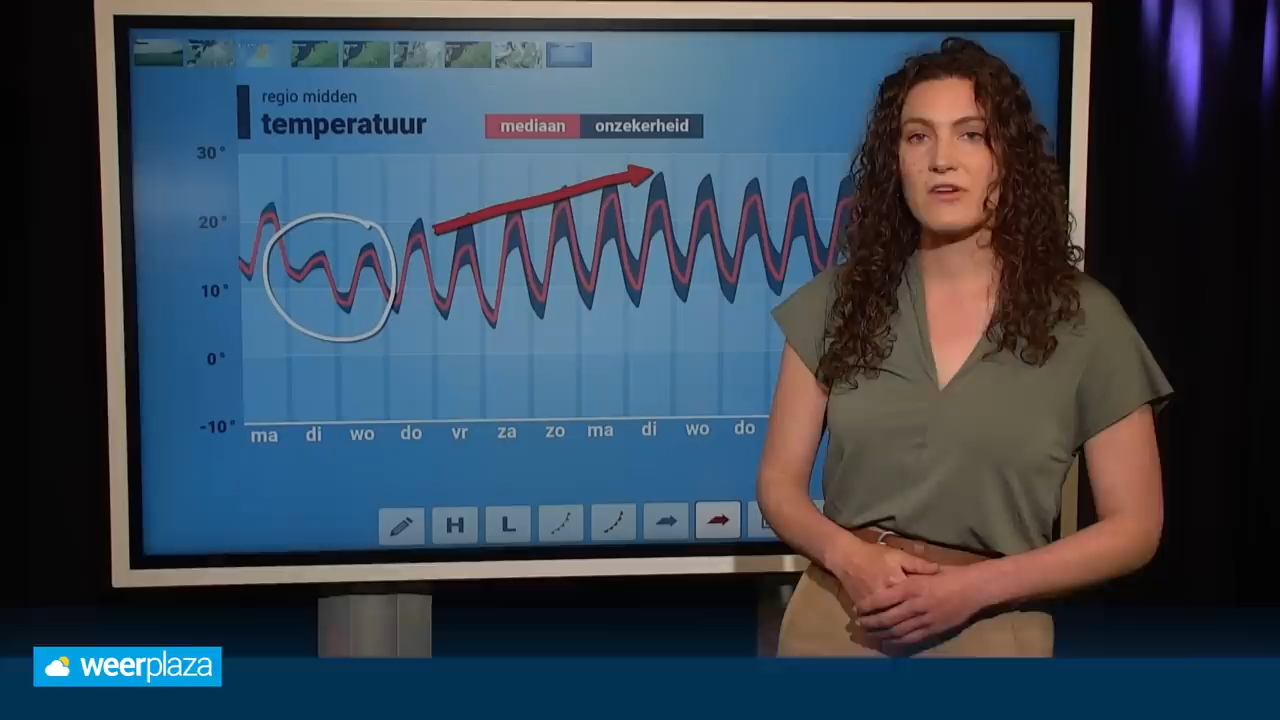 regio midden
temperatuur
mediaan onzekerheid
30°
20°
10°
0°
-10°
ma di wo do vr za zo ma di wo do
H L
weerplaza